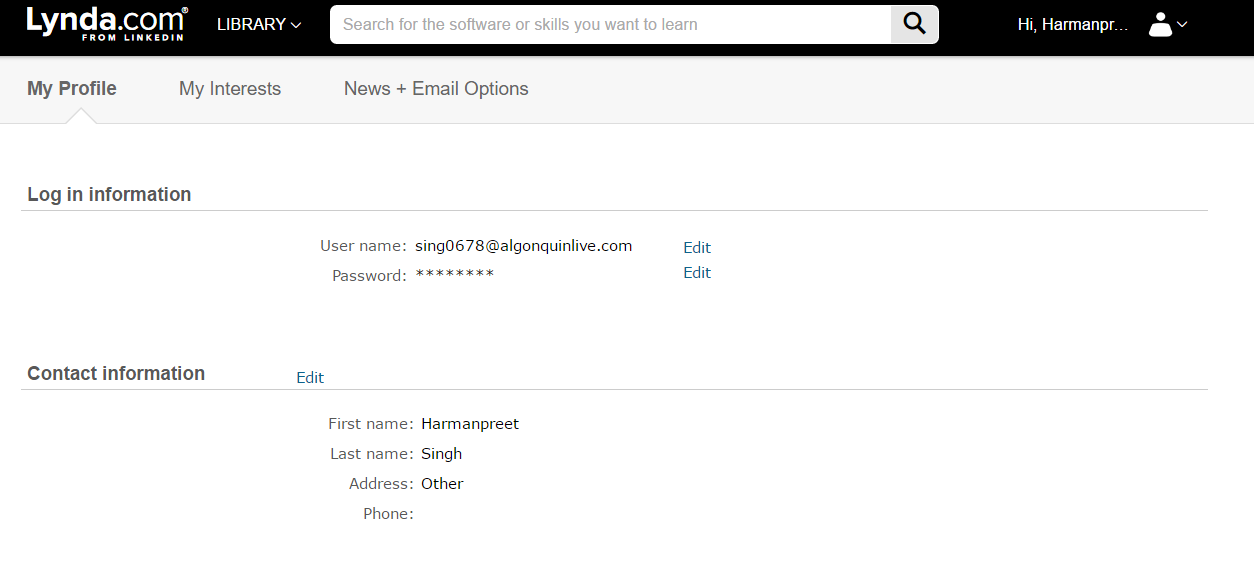 Lynda.com®
FROM LINKEDIN
LIBRARY
Search for the software or skills you want to learn
Hi, Harmanpr...
My Profile
My Interests
News + Email Options
Log in information
User name: sing0678@algonquinlive.com Edit
Password: ******** Edit
Contact information Edit
First name: Harmanpreet
Last name: Singh
Address: Other
Phone: